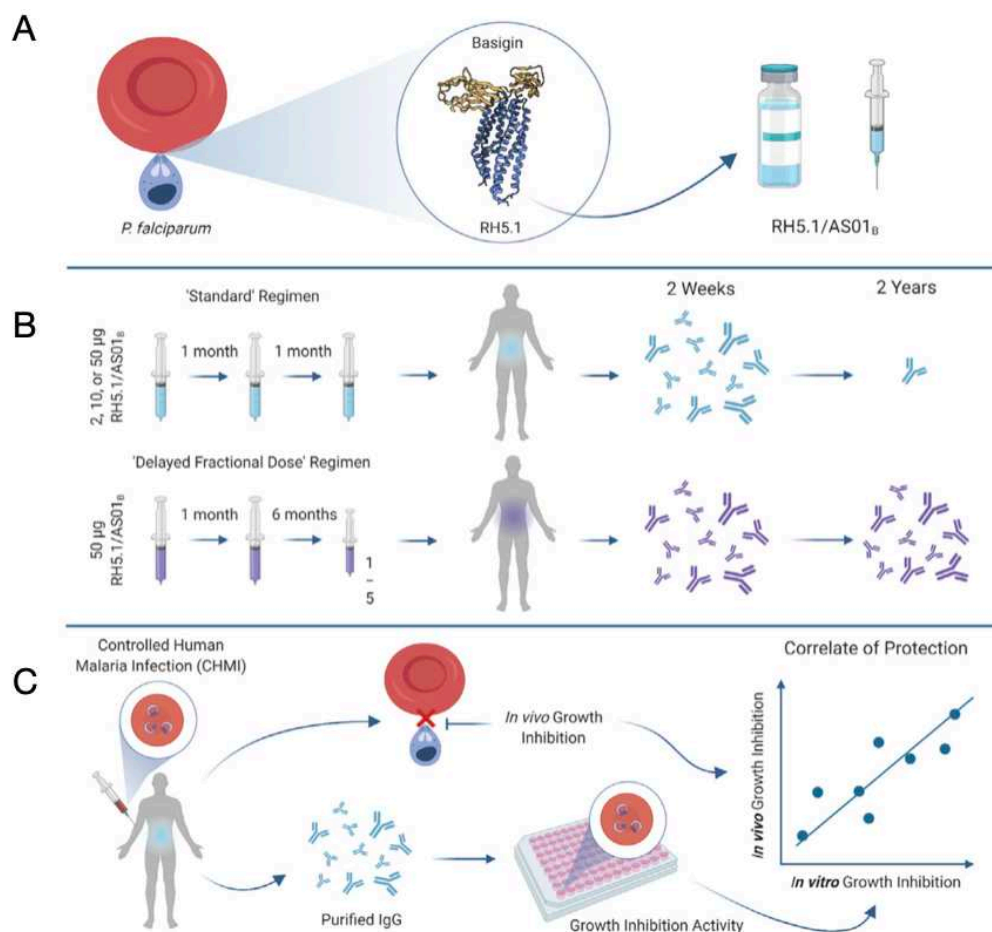 A
Basigin
P. falciparum
RH5.1
RH5.1/AS01B
B
'Standard' Regimen
2 Weeks
2 Years
2, 10, or 50 µg
RH5.1/AS01B
1 month
1 month
'Delayed Fractional Dose' Regimen
50 µg
RH5.1/AS01B
1 month
6 months
1
5
C
Controlled Human
Malaria Infection (CHMI)
In vivo Growth
Inhibition
Purified IgG
Growth Inhibition Activity
Correlate of Protection
In vivo Growth Inhibition
In vitro Growth Inhibition